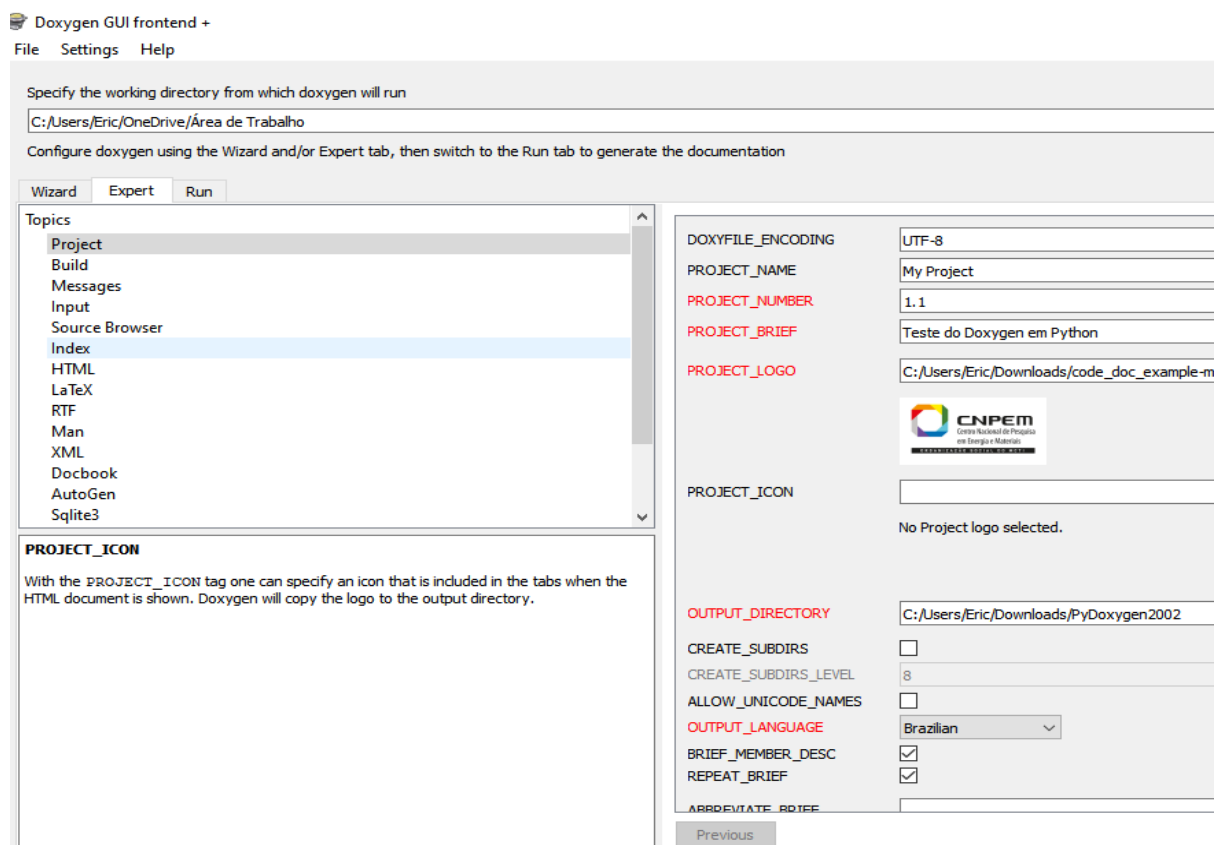 Doxygen GUI frontend +
File Settings Help
Specify the working directory from which doxygen will run
C:/Users/Eric/OneDrive/Área de Trabalho
Configure doxygen using the Wizard and/or Expert tab, then switch to the Run tab to generate the documentation
Wizard Expert Run
Topics
Project
Build
Messages
Input
Source Browser
Index
HTML
LaTeX
RTF
Man
XML
Docbook
AutoGen
Sqlite3
PROJECT_ICON
With the PROJECT_ICON tag one can specify an icon that is included in the tabs when the
HTML document is shown. Doxygen will copy the logo to the output directory.
DOXYFILE_ENCODING UTF-8
PROJECT_NAME My Project
PROJECT_NUMBER 1.1
PROJECT_BRIEF Teste do Doxygen em Python
PROJECT_LOGO C:/Users/Eric/Downloads/code_doc_example-m
CNPEM
Centro Nacional de Pesquisa
em Energia e Materiais
ORGANIZAÇÃO SOCIAL DO MCTI
PROJECT_ICON
No Project logo selected.
OUTPUT_DIRECTORY C:/Users/Eric/Downloads/PyDoxygen2002
CREATE_SUBDIRS
CREATE_SUBDIRS_LEVEL 8
ALLOW_UNICODE_NAMES
OUTPUT_LANGUAGE Brazilian
BRIEF_MEMBER_DESC
REPEAT_BRIEF
ABBREVIATE_BRIEF
Previous